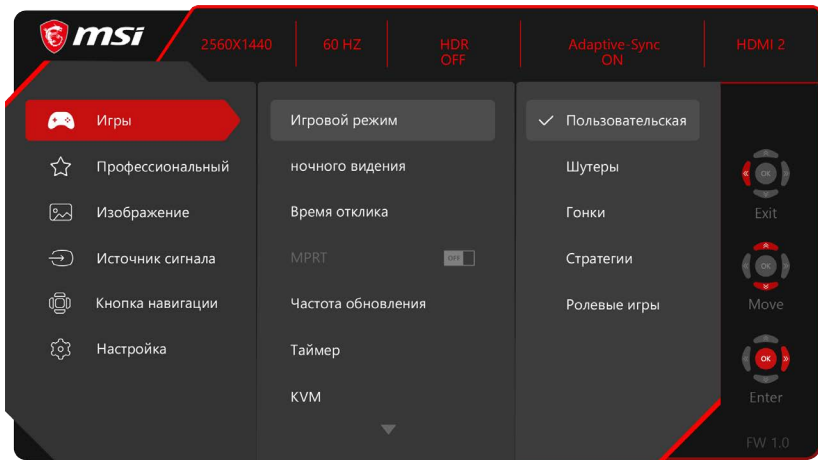 msi
2560X1440
60 HZ
HDR
OFF
Adaptive-Sync
ON
HDMI 2
Игры
Профессиональный
Изображение
Источник сигнала
Кнопка навигации
Настройка
Игровой режим
ночного видения
Время отклика
MPRT
OFF
Частота обновления
Таймер
KVM
Пользовательская
Шутеры
Гонки
Стратегии
Ролевые игры
OK
Exit
OK
Move
OK
Enter
FW 1.0